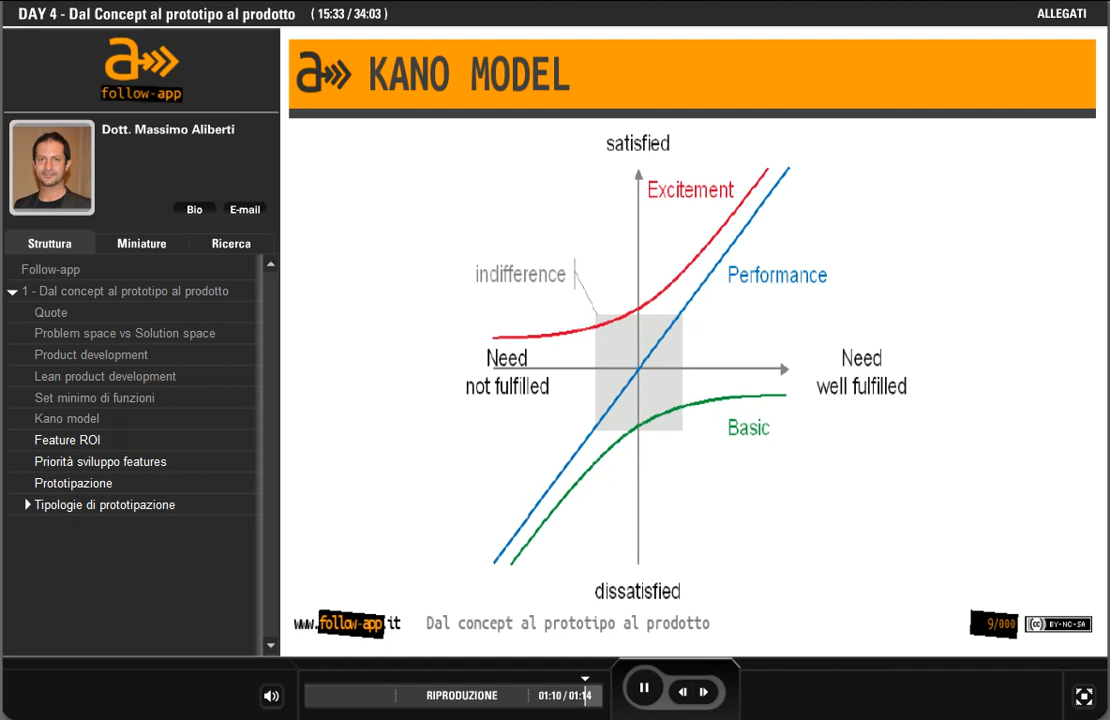 DAY 4 - Dal Concept al prototipo al prodotto ( 15:33 / 34:03 )
ALLEGATI
a
follow-app
Dott. Massimo Aliberti
Bio
E-mail
Struttura
Miniature
Ricerca
Follow-app
1 - Dal concept al prototipo al prodotto
Quote
Problem space vs Solution space
Product development
Lean product development
Set minimo di funzioni
Kano model
Feature ROI
Priorità sviluppo features
Prototipazione
Tipologie di prototipazione
a KANO MODEL
satisfied
Excitement
indifference
Performance
Need
not fulfilled
Need
well fulfilled
Basic
dissatisfied
www.follow-app.it
Dal concept al prototipo al prodotto
9/000
(cc) BY-NC-SA
RIPRODUZIONE
01:10 / 01:14